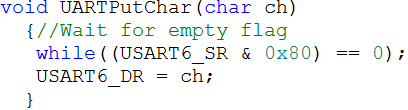 void UARTPutChar(char ch)
{//Wait for empty flag
while((USART6_SR & 0x80) == 0);
USART6_DR = ch;
}